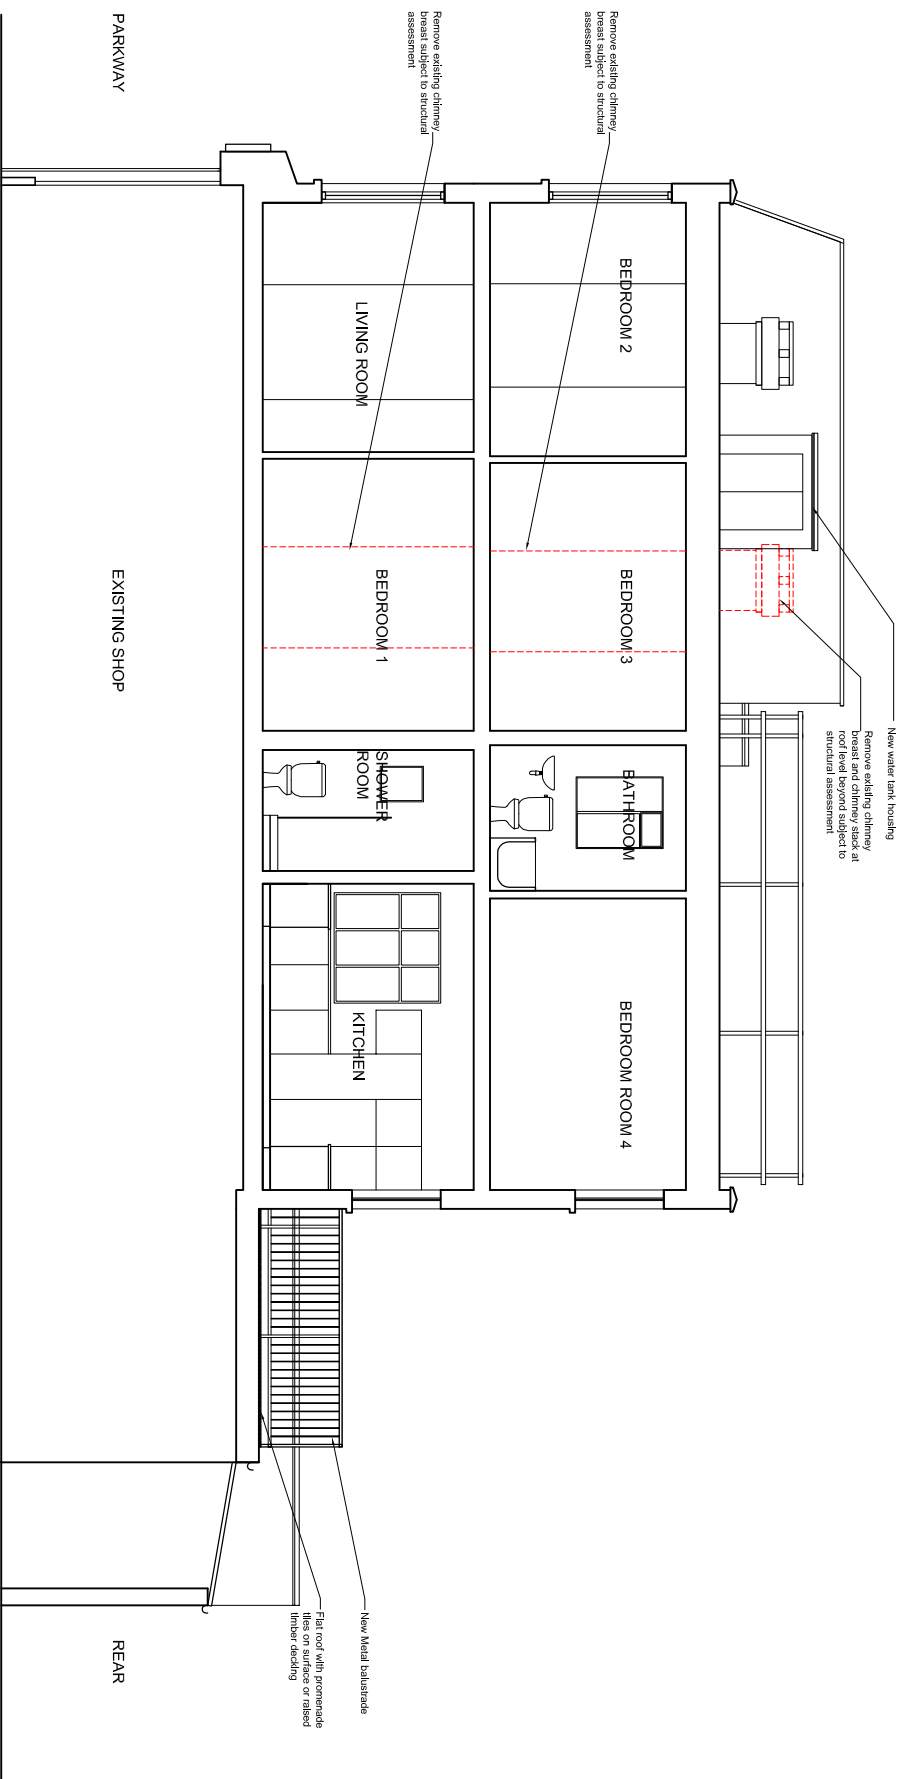 New water tank housing
Remove existing chimney
breast and chimney stack at
roof level beyond subject to
structural assessment
Remove existing chimney
breast subject to structural
assessment
BEDROOM 2
BEDROOM 3
BATHROOM
BEDROOM ROOM 4
Remove existing chimney
breast subject to structural
assessment
LIVING ROOM
BEDROOM 1
SHOWER
ROOM
KITCHEN
New Metal balustrade
Flat roof with promenade
tiles on surface or raised
timber decking
PARKWAY
EXISTING SHOP
REAR